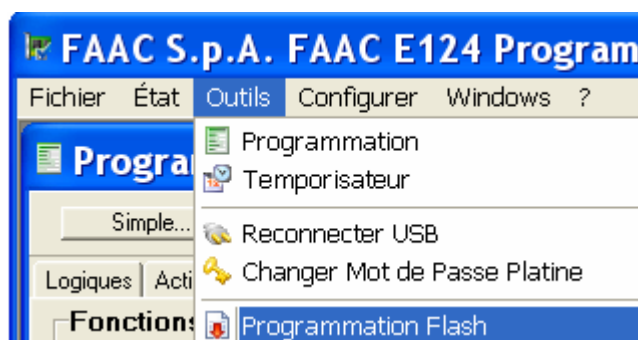 FAAC S.p.A. FAAC E124 Program
Fichier État Outils Configurer Windows ?
Programmation
Temporisateur
Reconnecter USB
Changer Mot de Passe Platine
Programmation Flash
Progra
Simple...
Logiques Acti
Fonctions